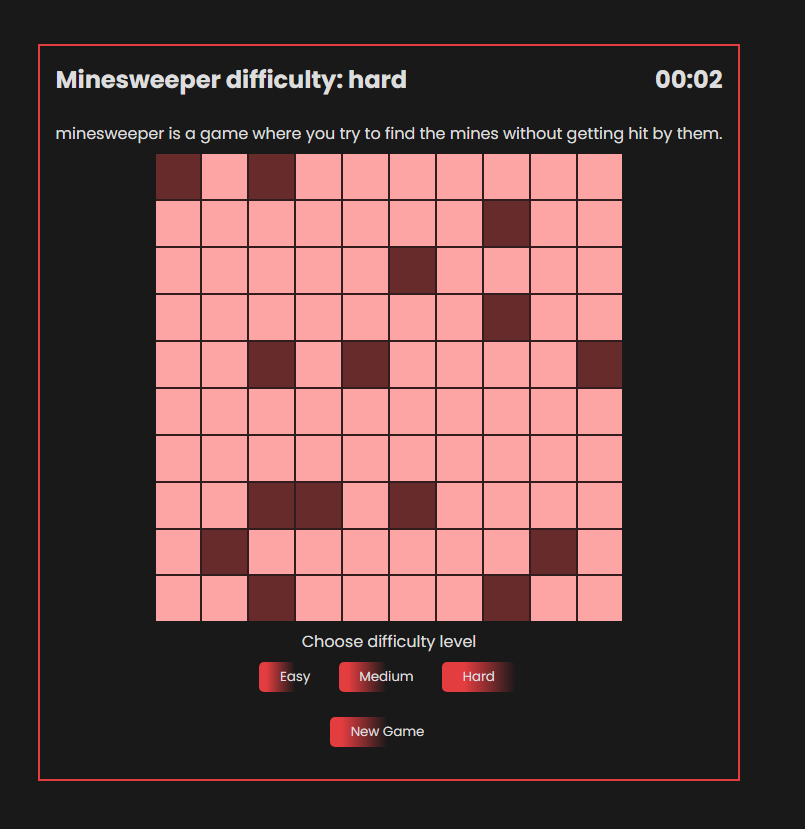 Minesweeper difficulty: hard 00:02
minesweeper is a game where you try to find the mines without getting hit by them.
Choose difficulty level
Easy Medium Hard
New Game